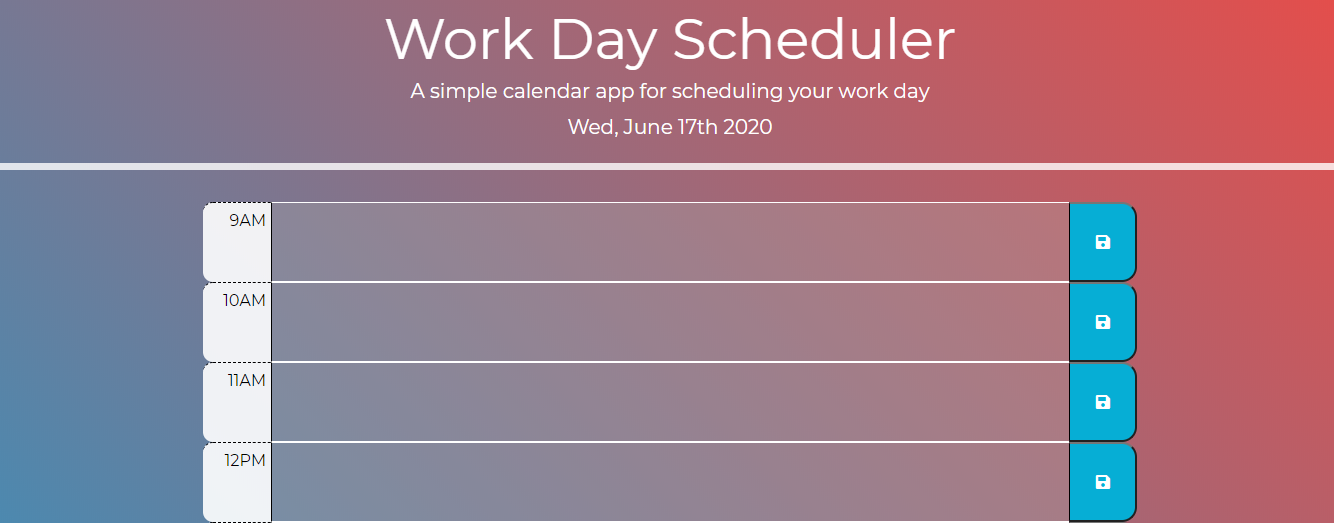 Work Day Scheduler
A simple calendar app for scheduling your work day
Wed, June 17th 2020
9AM
10AM
11AM
12PM